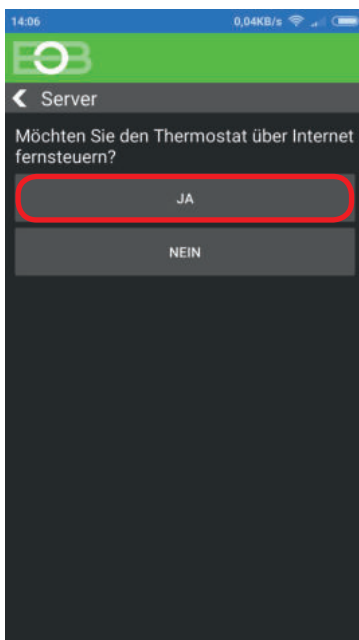 14:06 0,04KB/s
EOB
Server
Möchten Sie den Thermostat über Internet
fernsteuern?
JA
NEIN